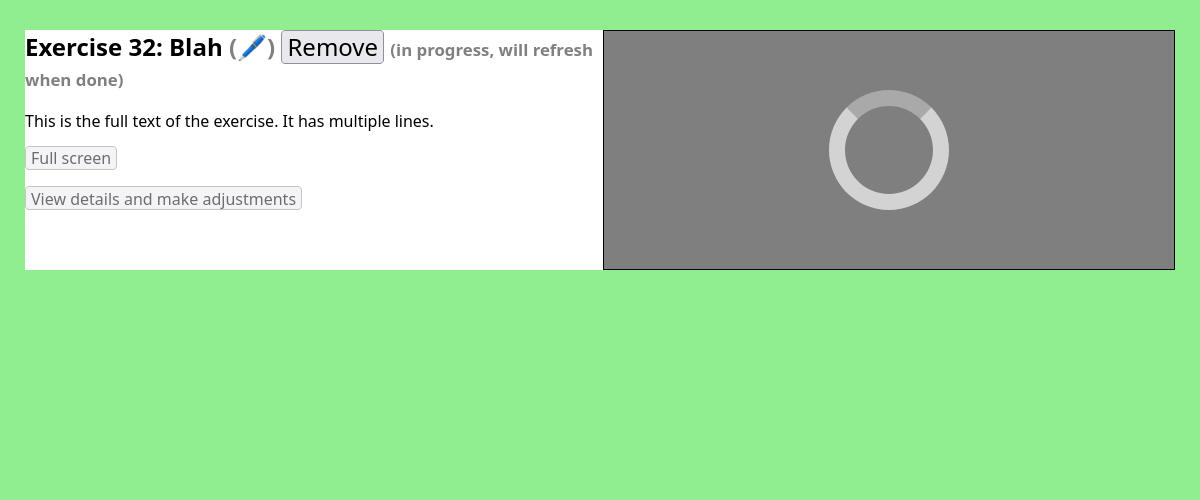 Exercise 32: Blah (🖊️) Remove (in progress, will refresh
when done)
This is the full text of the exercise. It has multiple lines.
Full screen
View details and make adjustments